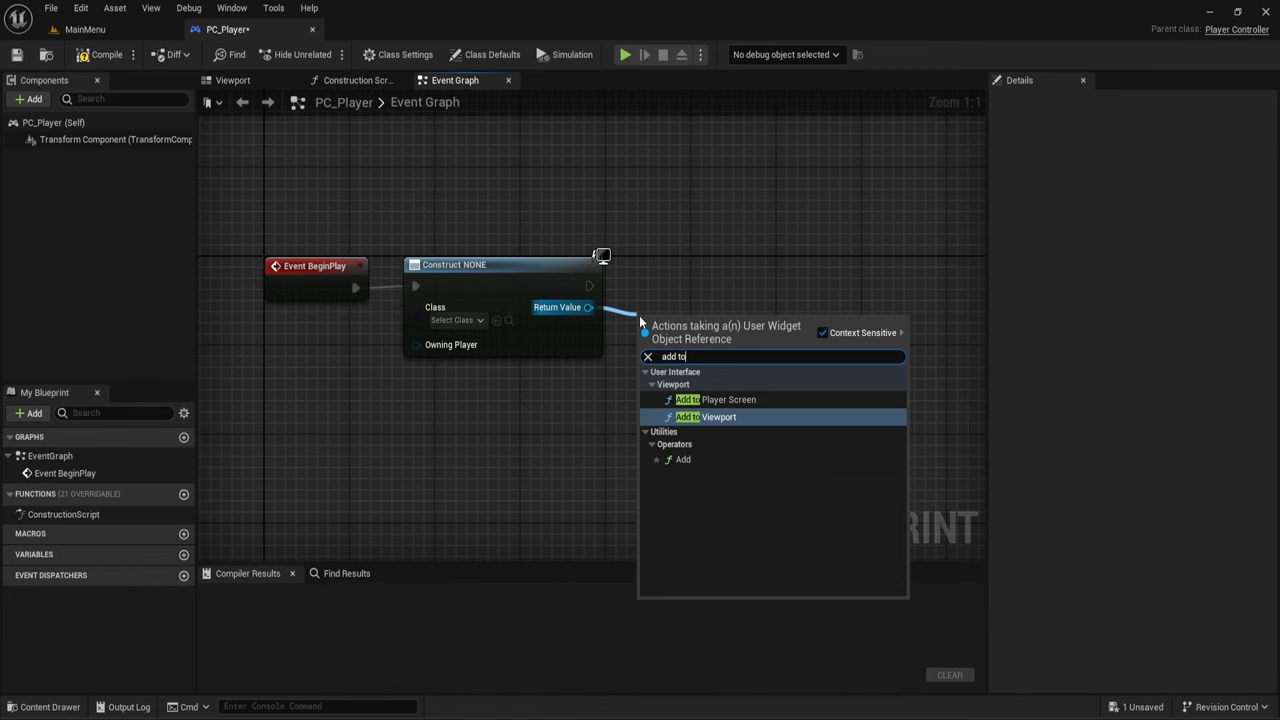 File Edit Asset View Debug Window Tools Help
MainMenu
PC_Player*
Parent class: Player Controller
Compile
Diff
Find
Hide Unrelated
Class Settings
Class Defaults
Simulation
No debug object selected
Components
Viewport
Construction Scr...
Event Graph
Details
Add
Search
PC_Player > Event Graph
Zoom 1:1
PC_Player (Self)
Transform Component (TransformComp
Event BeginPlay
Construct NONE
Class
Select Class
Return Value
Owning Player
Actions taking a(n) User Widget
Object Reference
Context Sensitive
add to
User Interface
Viewport
Add to Player Screen
Add to Viewport
Utilities
Operators
Add
My Blueprint
Add
Search
GRAPHS
EventGraph
Event BeginPlay
FUNCTIONS (21 OVERRIDABLE)
ConstructionScript
MACROS
VARIABLES
EVENT DISPATCHERS
RINT
Compiler Results
Find Results
CLEAR
Content Drawer
Output Log
Cmd
Enter Console Command
1 Unsaved
Revision Control